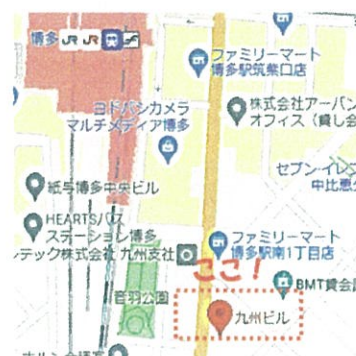 博多 JR JR
ファミリーマート
博多駅筑紫口店
ヨドバシカメラ
マルチメディア博多
株式会社アーバン
オフィス（貸し会
セブン-イレ
中比恵
紙与博多中央ビル
HEARTSバス
ステーション博多
ンテック株式会社 九州支社
ファミリーマート
博多駅南1丁目店
ここ!
BMT貸会
音羽公園
九州ビル